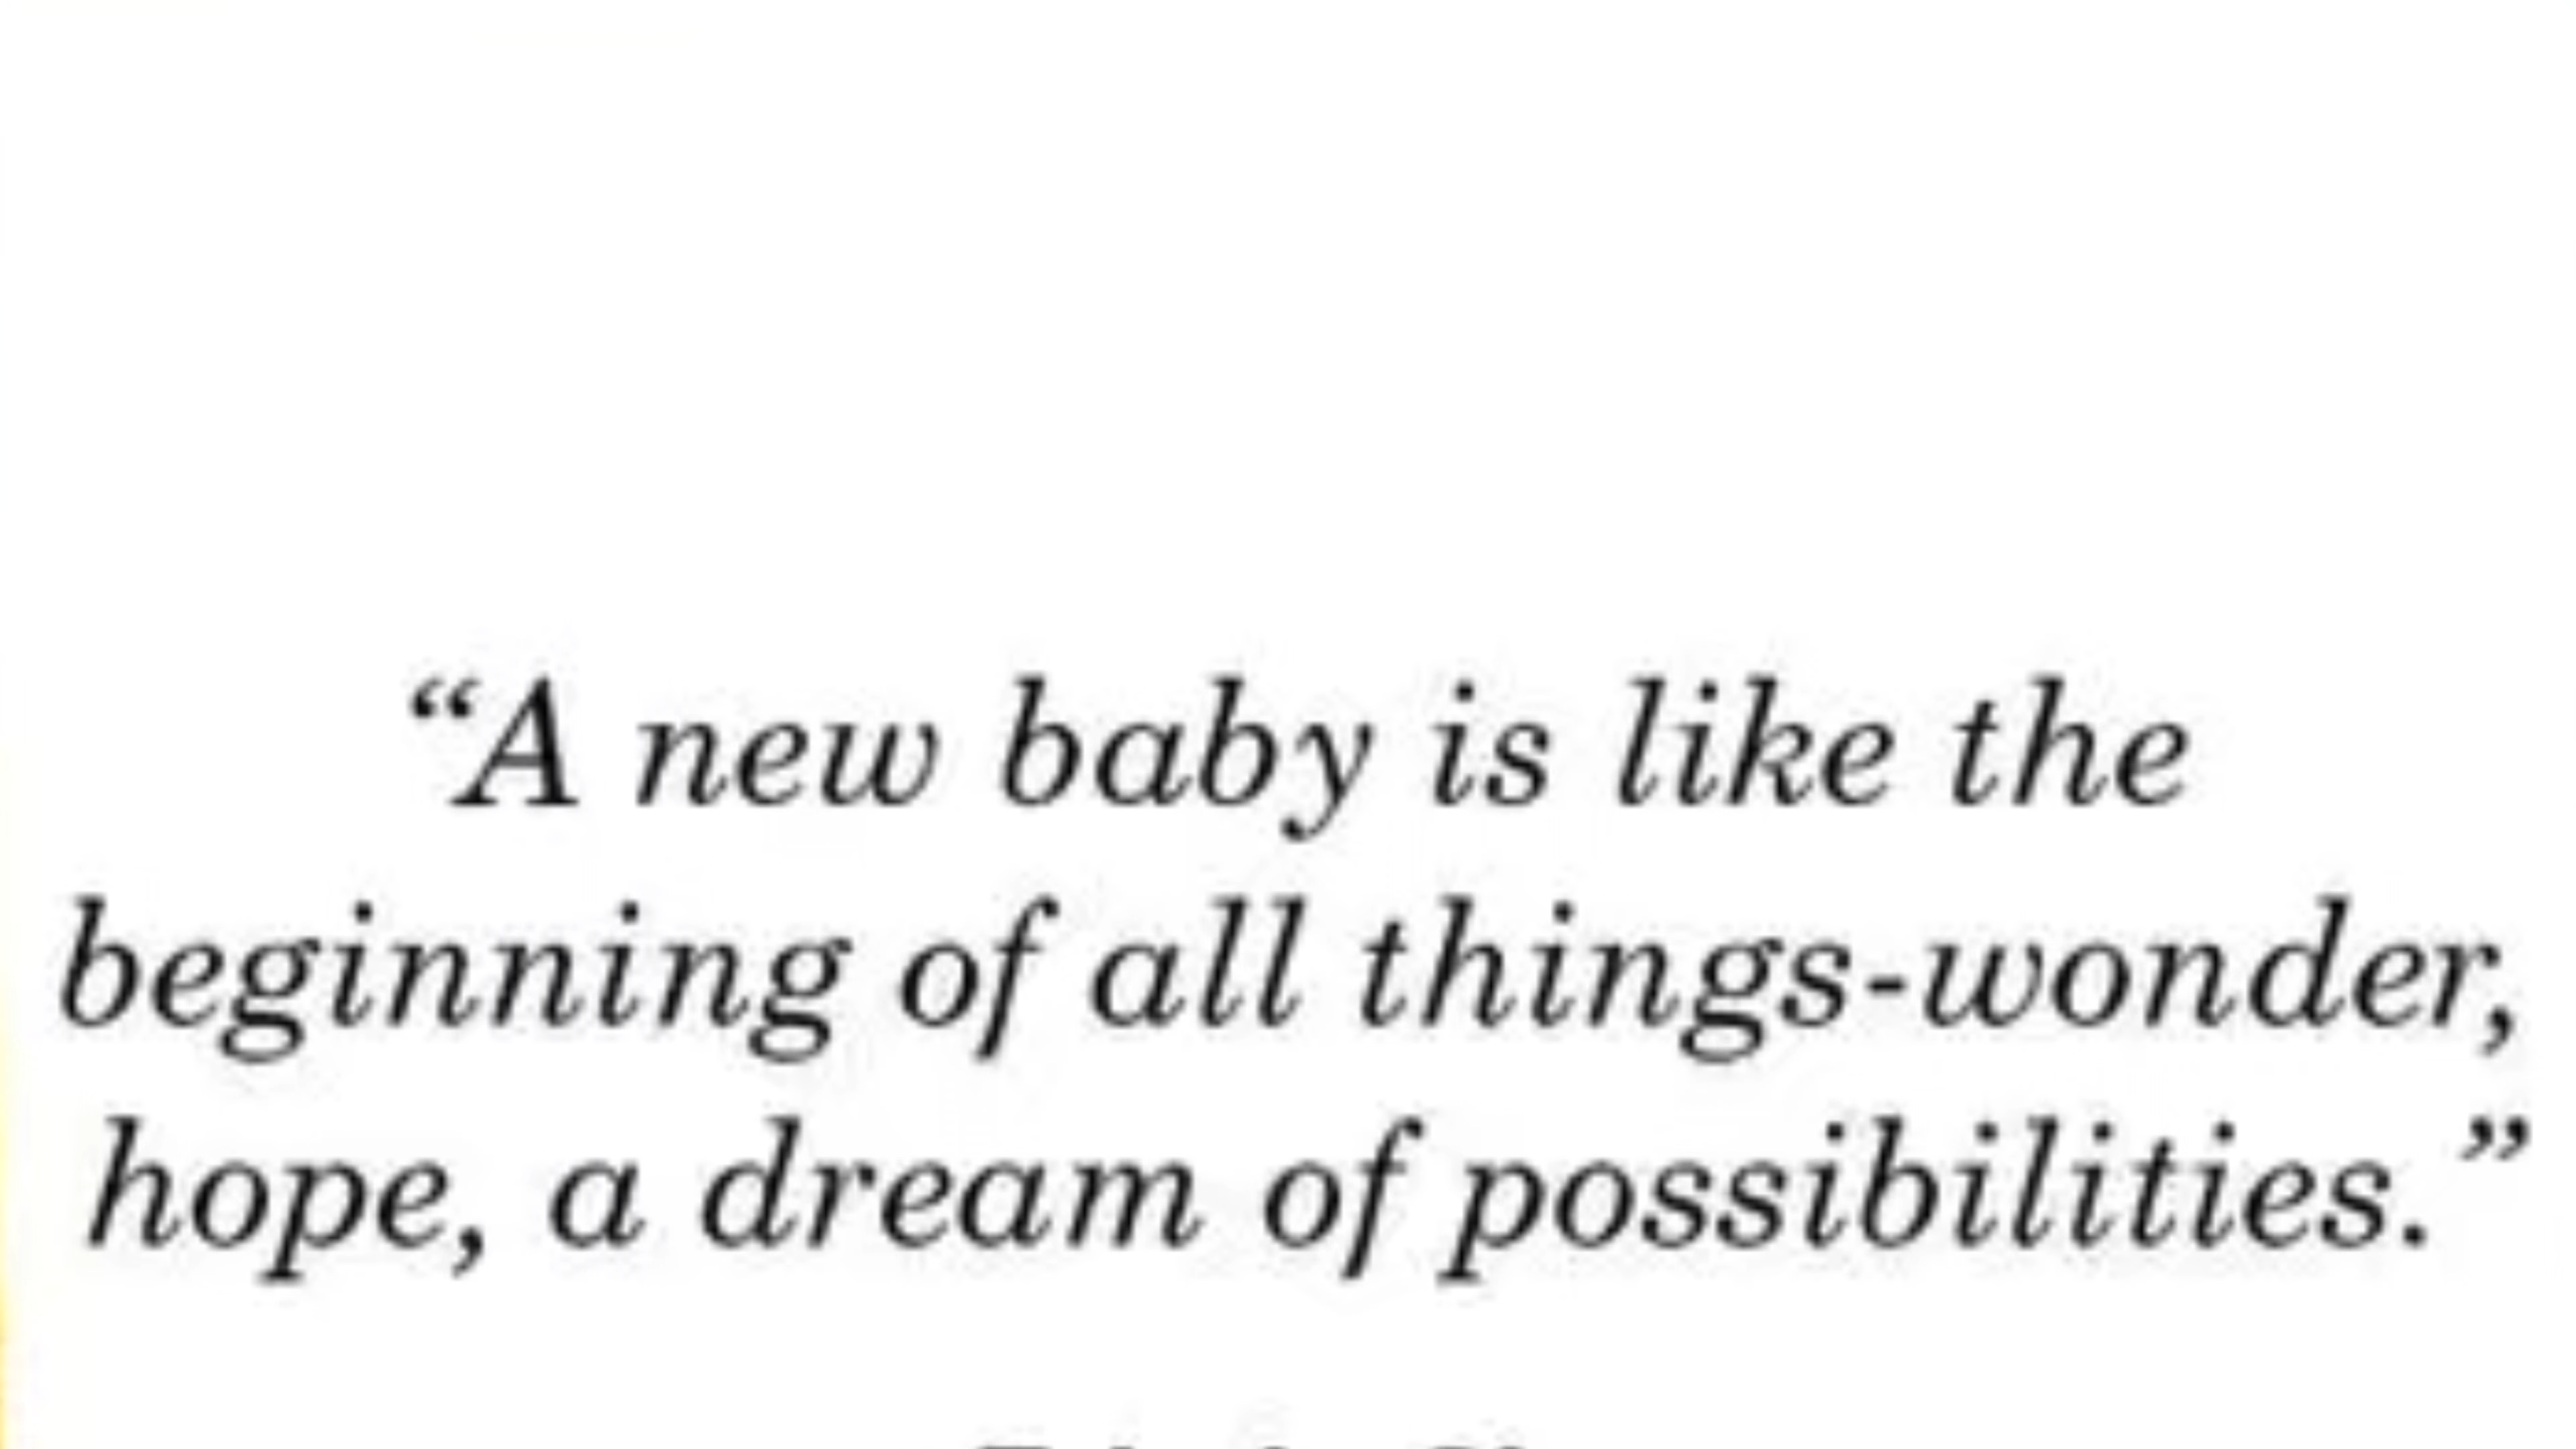 “A new baby is like the
beginning of all things-wonder,
hope, a dream of possibilities.”